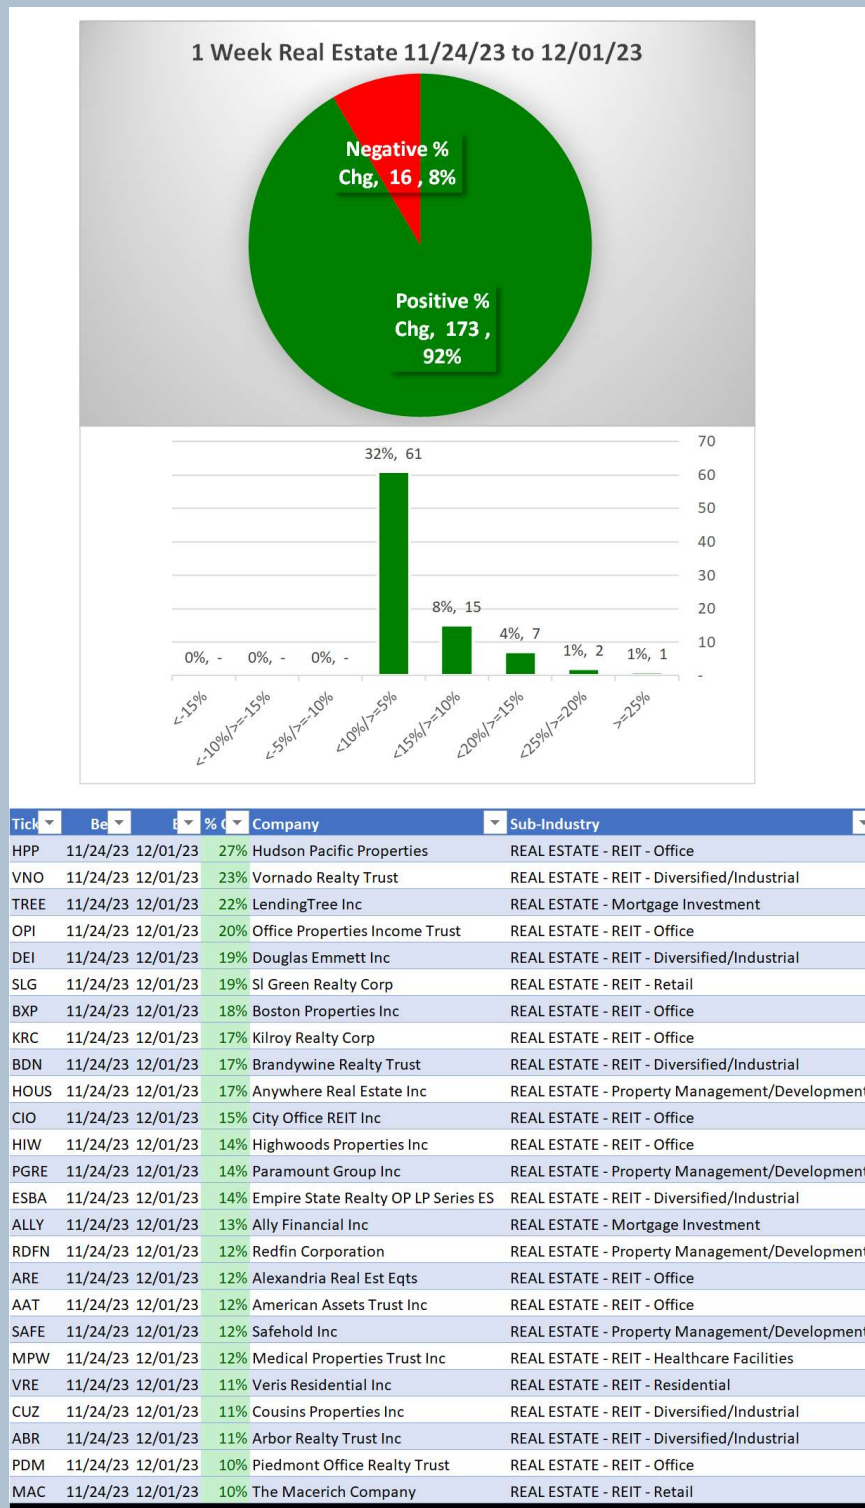 1 Week Real Estate 11/24/23 to 12/01/23
Negative %
Chg, 16 , 8%
Positive %
Chg, 173 ,
92%
70
32%, 61
60
50
40
30
20
8%, 15
4%, 7
10
1%, 2
1%, 1
0%, -
0%, -
0%, -
-
<-15%
<-10%/>=-15%
<-5%/>=-10%
<10%/>=5%
<15%/>=10%
<20%/>=15%
<25%/>=20%
>=25%
Tick Be E % C Company Sub-Industry
HPP 11/24/23 12/01/23 27% Hudson Pacific Properties REAL ESTATE - REIT - Office
VNO 11/24/23 12/01/23 23% Vornado Realty Trust REAL ESTATE - REIT - Diversified/Industrial
TREE 11/24/23 12/01/23 22% LendingTree Inc REAL ESTATE - Mortgage Investment
OPI 11/24/23 12/01/23 20% Office Properties Income Trust REAL ESTATE - REIT - Office
DEI 11/24/23 12/01/23 19% Douglas Emmett Inc REAL ESTATE - REIT - Diversified/Industrial
SLG 11/24/23 12/01/23 19% Sl Green Realty Corp REAL ESTATE - REIT - Retail
BXP 11/24/23 12/01/23 18% Boston Properties Inc REAL ESTATE - REIT - Office
KRC 11/24/23 12/01/23 17% Kilroy Realty Corp REAL ESTATE - REIT - Office
BDN 11/24/23 12/01/23 17% Brandywine Realty Trust REAL ESTATE - REIT - Diversified/Industrial
HOUS 11/24/23 12/01/23 17% Anywhere Real Estate Inc REAL ESTATE - Property Management/Development
CIO 11/24/23 12/01/23 15% City Office REIT Inc REAL ESTATE - REIT - Office
HIW 11/24/23 12/01/23 14% Highwoods Properties Inc REAL ESTATE - REIT - Office
PGRE 11/24/23 12/01/23 14% Paramount Group Inc REAL ESTATE - Property Management/Development
ESBA 11/24/23 12/01/23 14% Empire State Realty OP LP Series ES REAL ESTATE - REIT - Diversified/Industrial
ALLY 11/24/23 12/01/23 13% Ally Financial Inc REAL ESTATE - Mortgage Investment
RDFN 11/24/23 12/01/23 12% Redfin Corporation REAL ESTATE - Property Management/Development
ARE 11/24/23 12/01/23 12% Alexandria Real Est Eqts REAL ESTATE - REIT - Office
AAT 11/24/23 12/01/23 12% American Assets Trust Inc REAL ESTATE - REIT - Office
SAFE 11/24/23 12/01/23 12% Safehold Inc REAL ESTATE - Property Management/Development
MPW 11/24/23 12/01/23 12% Medical Properties Trust Inc REAL ESTATE - REIT - Healthcare Facilities
VRE 11/24/23 12/01/23 11% Veris Residential Inc REAL ESTATE - REIT - Residential
CUZ 11/24/23 12/01/23 11% Cousins Properties Inc REAL ESTATE - REIT - Diversified/Industrial
ABR 11/24/23 12/01/23 11% Arbor Realty Trust Inc REAL ESTATE - REIT - Diversified/Industrial
PDM 11/24/23 12/01/23 10% Piedmont Office Realty Trust REAL ESTATE - REIT - Office
MAC 11/24/23 12/01/23 10% The Macerich Company REAL ESTATE - REIT - Retail